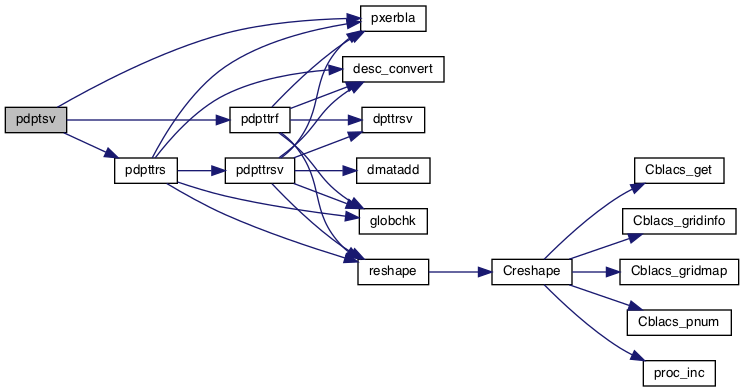 pxerbla
desc_convert
pdptsv
pdpttrf
dpttrsv
pdpttrs
pdpttrsv
dmatadd
Cblacs_get
globchk
Cblacs_gridinfo
reshape
Creshape
Cblacs_gridmap
Cblacs_pnum
proc_inc